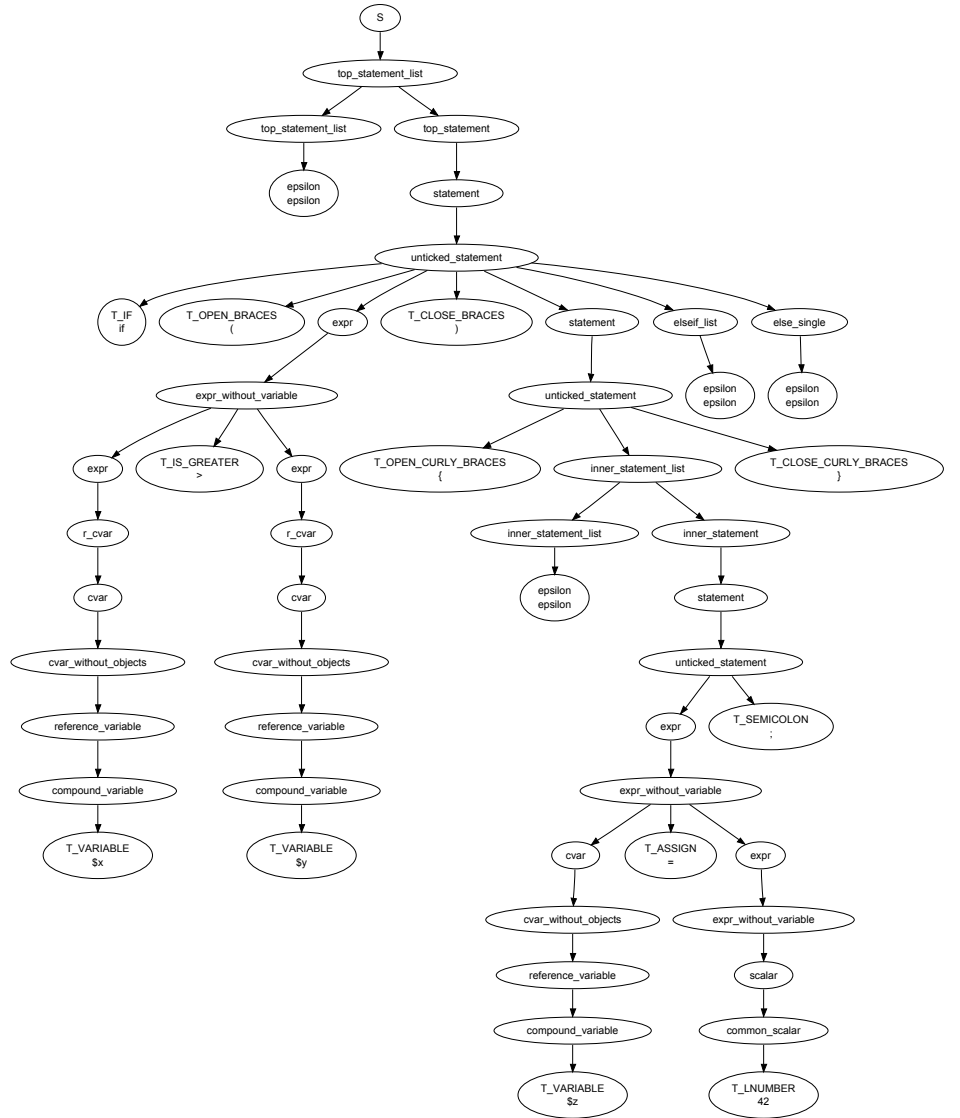 S
top_statement_list
top_statement_list
top_statement
epsilon
epsilon
statement
unticked_statement
T_IF
if
T_OPEN_BRACES
(
expr
T_CLOSE_BRACES
)
statement
elseif_list
else_single
expr_without_variable
unticked_statement
epsilon
epsilon
epsilon
epsilon
expr
T_IS_GREATER
>
expr
T_OPEN_CURLY_BRACES
{
inner_statement_list
T_CLOSE_CURLY_BRACES
}
r_cvar
r_cvar
inner_statement_list
inner_statement
cvar
cvar
epsilon
epsilon
statement
cvar_without_objects
cvar_without_objects
unticked_statement
reference_variable
reference_variable
expr
T_SEMICOLON
;
compound_variable
compound_variable
expr_without_variable
T_VARIABLE
$x
T_VARIABLE
$y
cvar
T_ASSIGN
=
expr
cvar_without_objects
expr_without_variable
reference_variable
scalar
compound_variable
common_scalar
T_VARIABLE
$z
T_LNUMBER
42